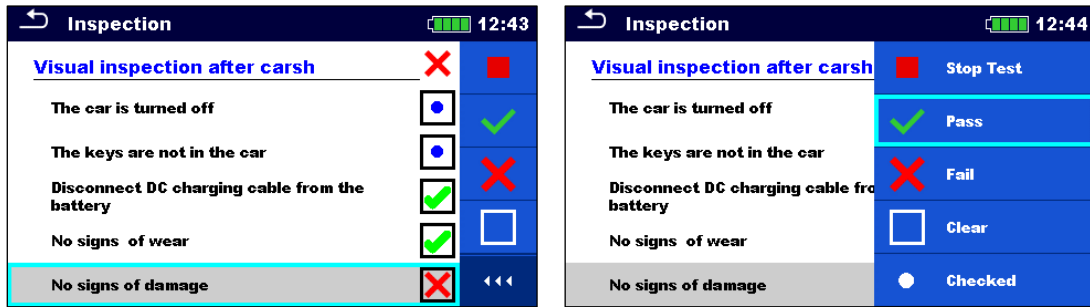 Inspection
12:43
Visual inspection after carsh
The car is turned off
The keys are not in the car
Disconnect DC charging cable from the
battery
No signs of wear
No signs of damage
Inspection
12:44
Visual inspection after carsh
The car is turned off
The keys are not in the car
Disconnect DC charging cable fro
battery
No signs of wear
No signs of damage
Stop Test
Pass
Fail
Clear
Checked